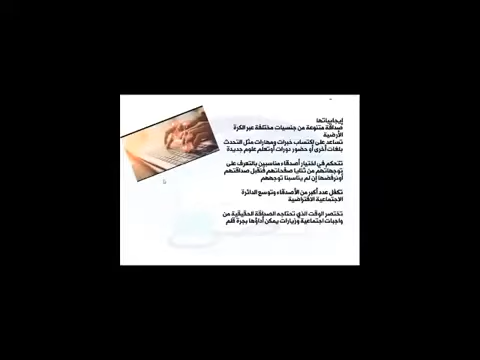 إيجابياتها
صداقة متنوعة من جنسيات مختلفة عبر الكرة
الأرضية
تساعد على إكتساب خبرات ومهارات مثل التحدث
بلغات أخرى أو حضور دورات أوتعلم علوم جديدة
تتحكم في اختيار أصدقاء مناسبين بالتعرف على
توجهاتهم من ثنايا صفحاتهم فتقبل صداقتهم
أوترفضها إن لم يناسبنا توجههم
تكفل عدد أكبر من الأصدقاء وتوسع الدائرة
الاجتماعية الافتراضية
تختصر الوقت الذي تحتاجه الصداقة الحقيقية من
واجبات اجتماعية وزيارات يمكن أداؤها بجرة قلم